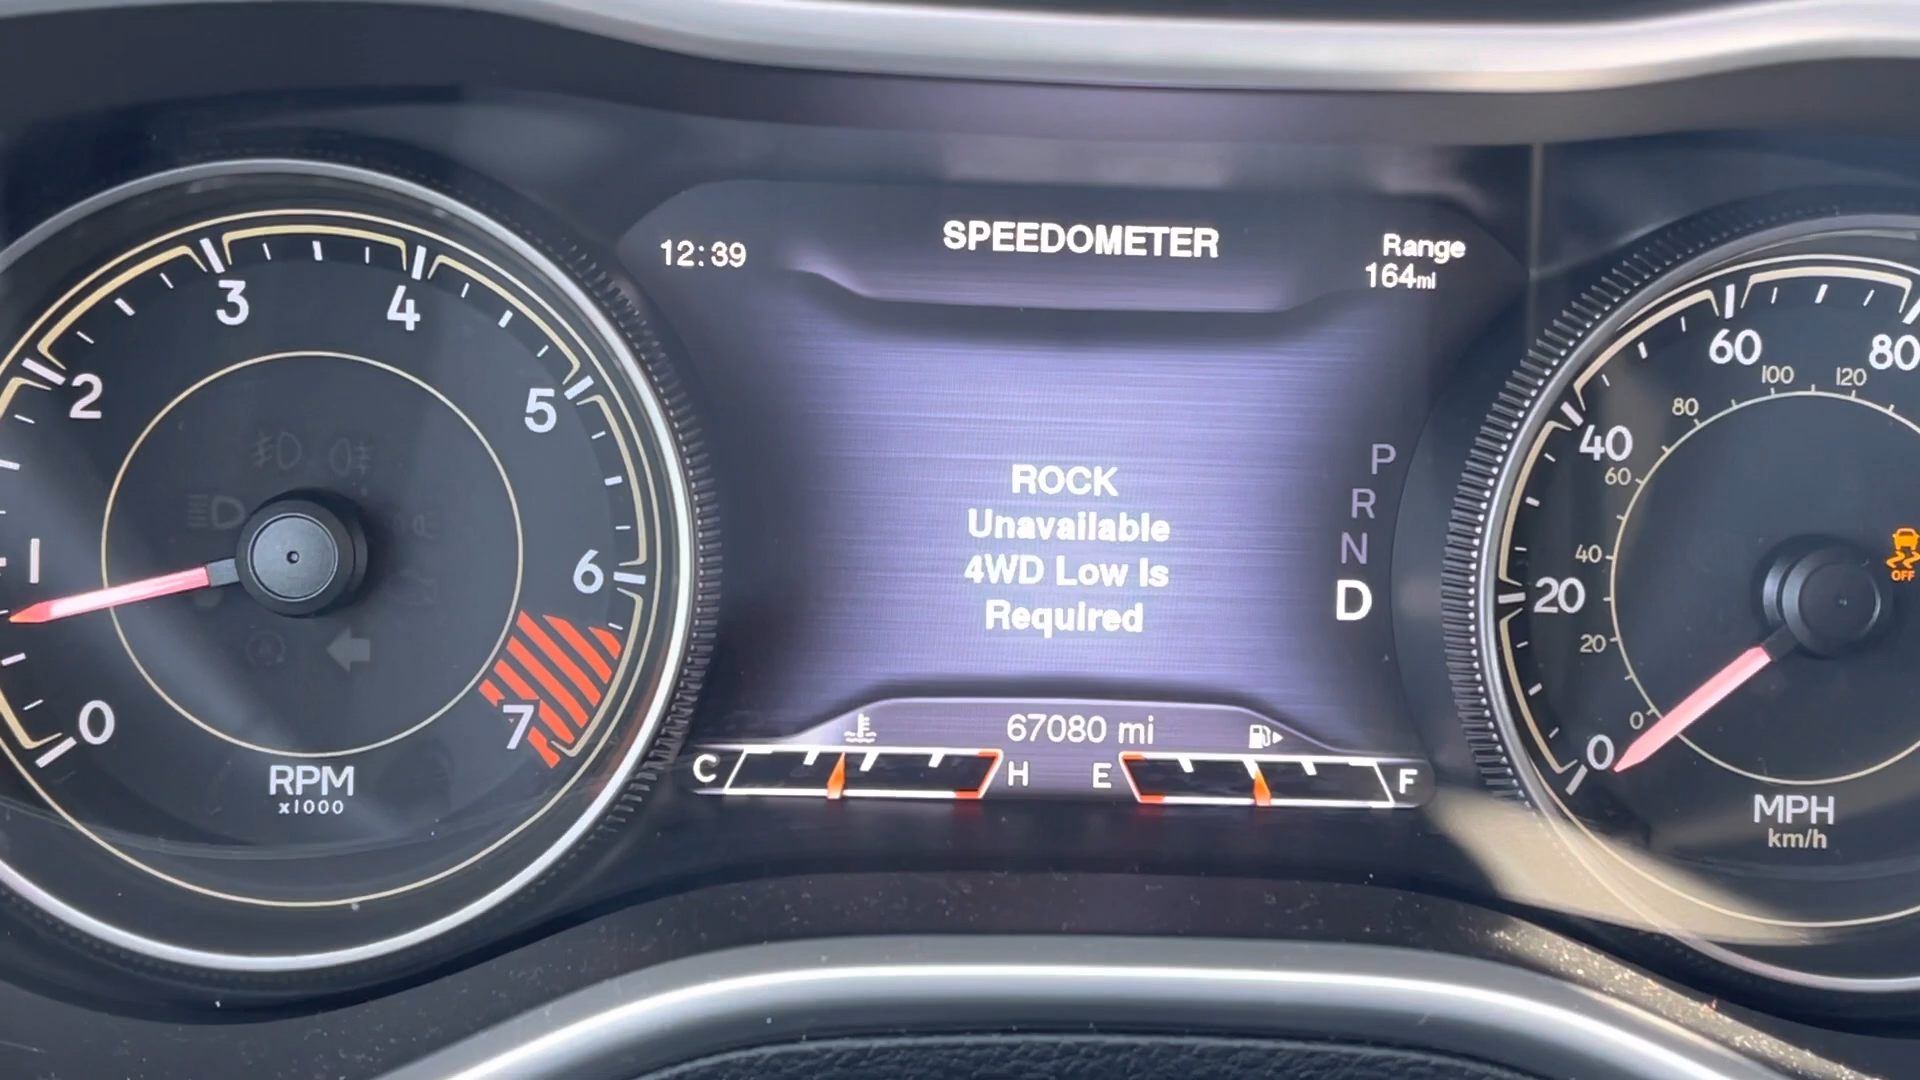 12:39
SPEEDOMETER
Range
164mi
ROCK
Unavailable
4WD Low Is
Required
P
R
N
D
67080 mi
C
H
E
F
0
1
2
3
4
5
6
7
RPM
x1000
0
20
40
60
80
0
20
40
60
80
100
120
MPH
km/h
OFF